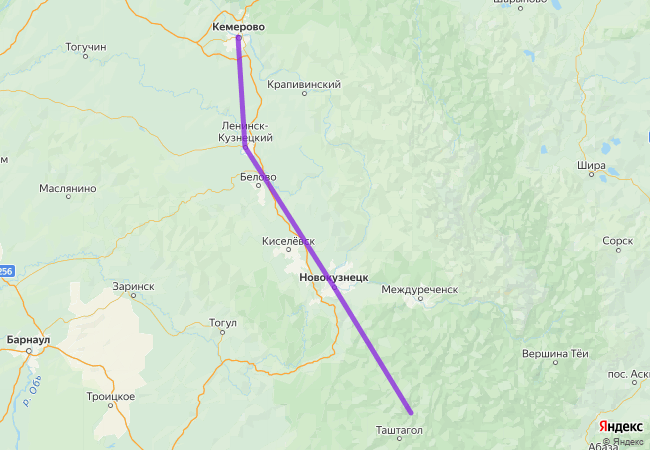 Шарыпово
Кемерово
Тогучин
Крапивинский
Ленинск-
Кузнецкий
Шира
Белово
Маслянино
Киселёвск
Сорск
256
Новокузнецк
Заринск
Междуреченск
Тогул
Барнаул
Вершина Тёи
р. Обь
пос. Аск
Троицкое
Таштагол
Яндекс
© Яндекс
Абаза